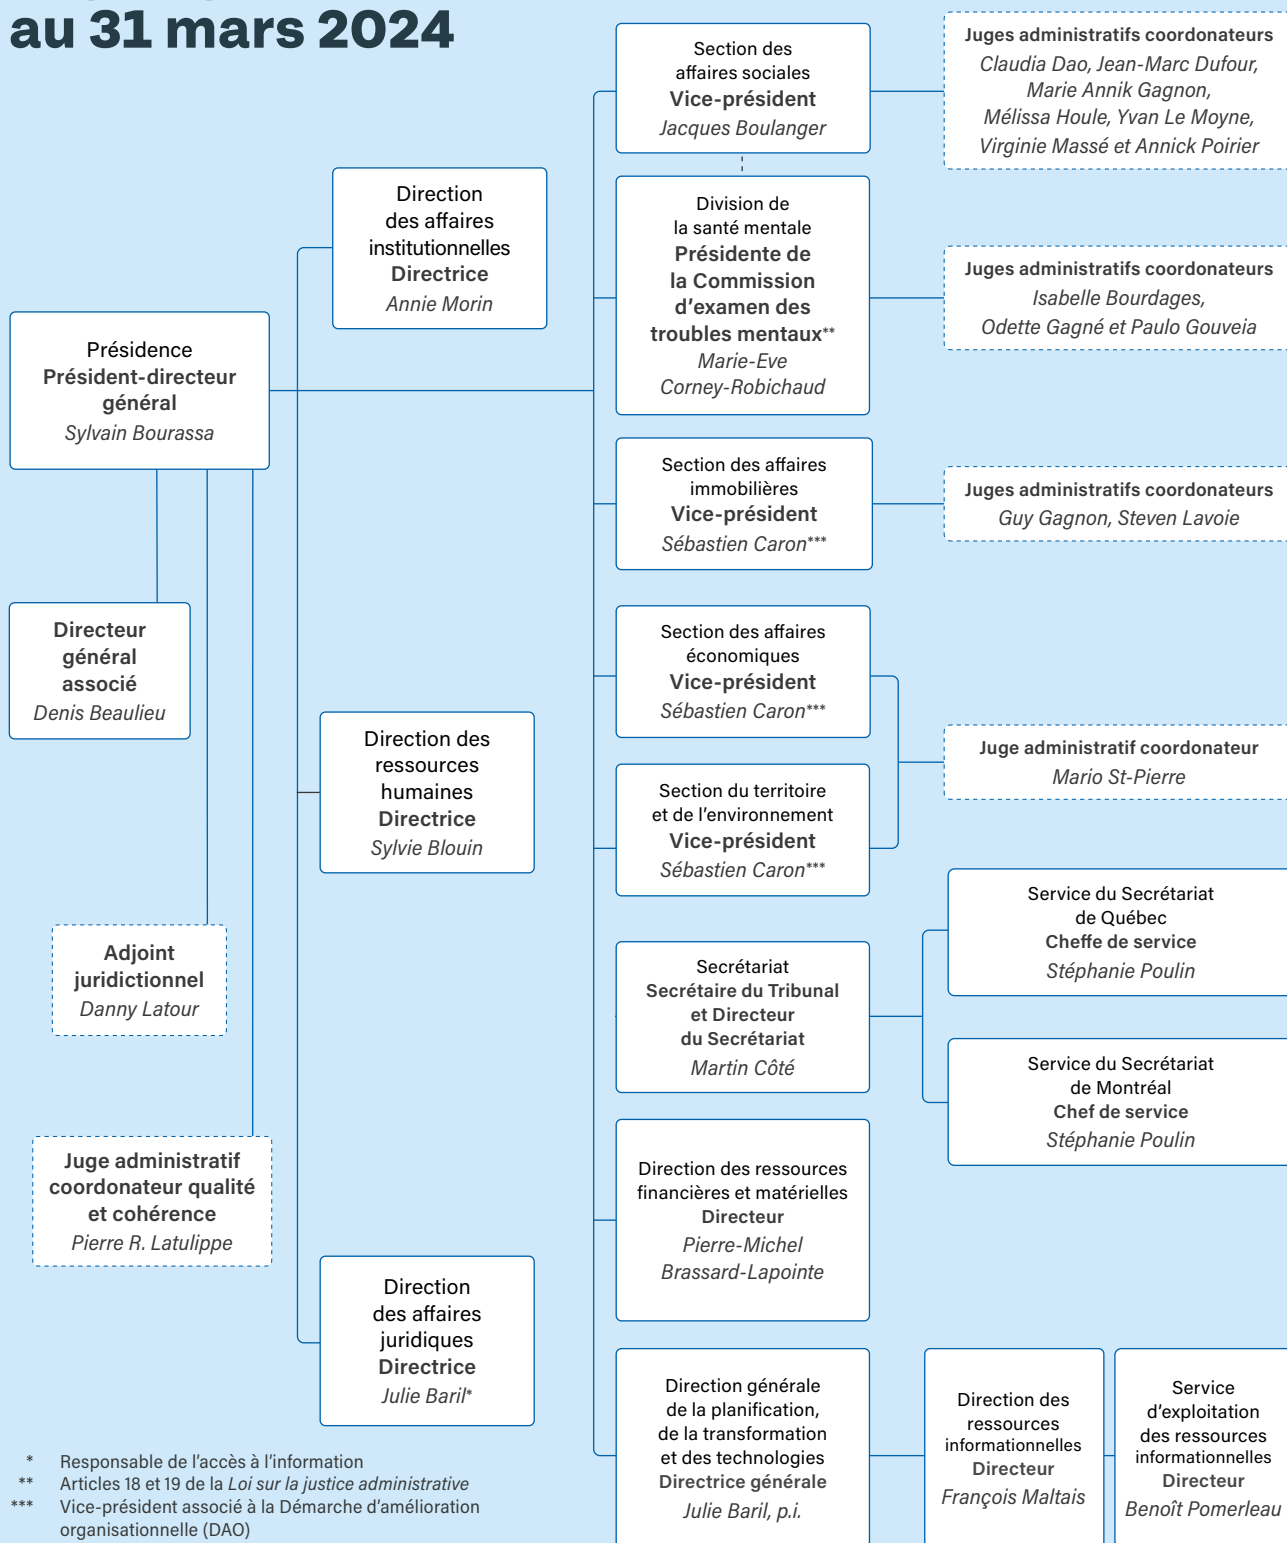 au 31 mars 2024
Présidence
Président-directeur
général
Sylvain Bourassa
Directeur
général
associé
Denis Beaulieu
Adjoint
juridictionnel
Danny Latour
Juge administratif
coordonateur qualité
et cohérence
Pierre R. Latulippe
Direction
des affaires
institutionnelles
Directrice
Annie Morin
Direction des
ressources
humaines
Directrice
Sylvie Blouin
Direction
des affaires
juridiques
Directrice
Julie Baril*
Section des
affaires sociales
Vice-président
Jacques Boulanger
Juges administratifs coordonateurs
Claudia Dao, Jean-Marc Dufour,
Marie Annik Gagnon,
Mélissa Houle, Yvan Le Moyne,
Virginie Massé et Annick Poirier
Division de
la santé mentale
Présidente de
la Commission
d'examen des
troubles mentaux**
Marie-Eve
Corney-Robichaud
Juges administratifs coordonateurs
Isabelle Bourdages,
Odette Gagné et Paulo Gouveia
Section des affaires
immobilières
Vice-président
Sébastien Caron***
Juges administratifs coordonateurs
Guy Gagnon, Steven Lavoie
Section des affaires
économiques
Vice-président
Sébastien Caron***
Section du territoire
et de l'environnement
Vice-président
Sébastien Caron***
Juge administratif coordonateur
Mario St-Pierre
Secrétariat
Secrétaire du Tribunal
et Directeur
du Secrétariat
Martin Côté
Service du Secrétariat
de Québec
Cheffe de service
Stéphanie Poulin
Service du Secrétariat
de Montréal
Chef de service
Stéphanie Poulin
Direction des ressources
financières et matérielles
Directeur
Pierre-Michel
Brassard-Lapointe
Direction générale
de la planification,
de la transformation
et des technologies
Directrice générale
Julie Baril, p.i.
Direction des
ressources
informationnelles
Directeur
François Maltais
Service
d'exploitation
des ressources
informationnelles
Directeur
Benoît Pomerleau
* Responsable de l'accès à l'information
** Articles 18 et 19 de la Loi sur la justice administrative
*** Vice-président associé à la Démarche d'amélioration
organisationnelle (DAO)